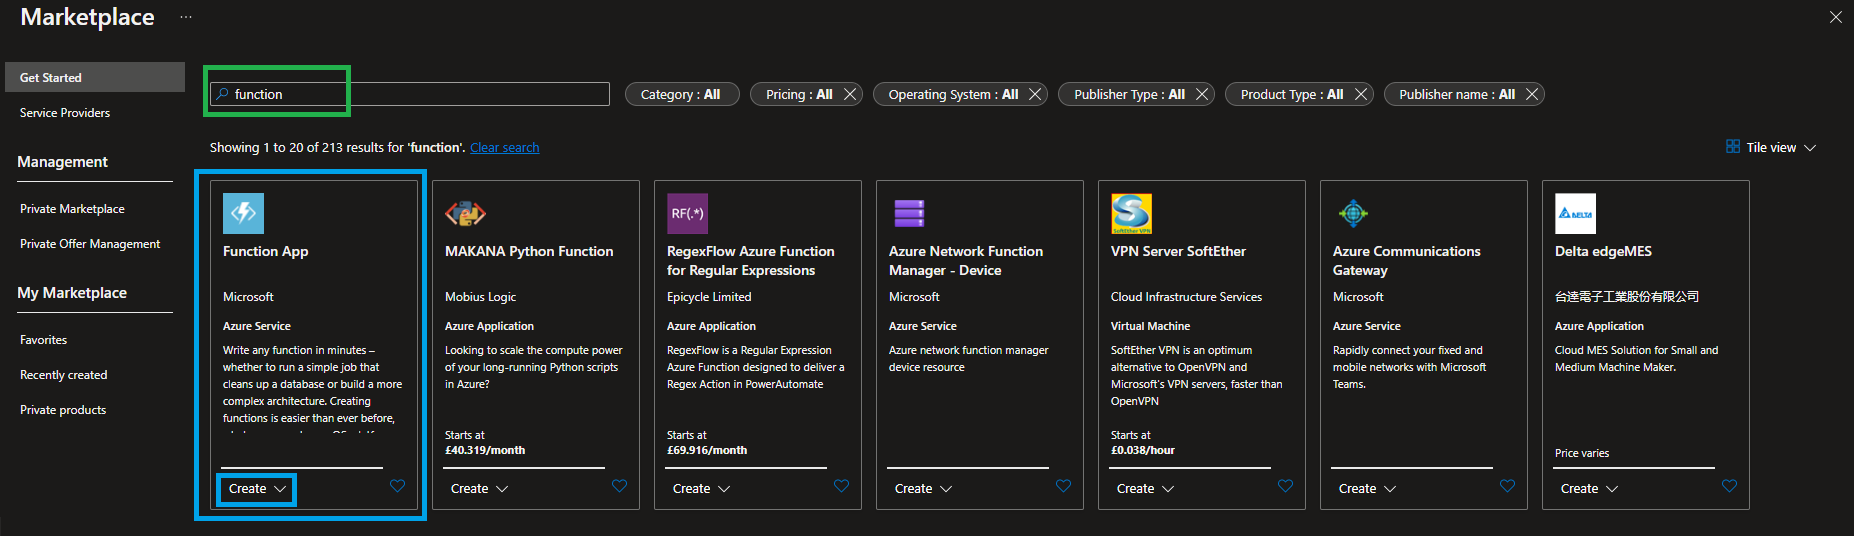 Marketplace ...
Get Started
Service Providers
Management
Private Marketplace
Private Offer Management
My Marketplace
Favorites
Recently created
Private products
function
Category : All
Pricing : All
Operating System : All
Publisher Type : All
Product Type : All
Publisher name : All
Showing 1 to 20 of 213 results for 'function'. Clear search
Tile view
Function App
Microsoft
Azure Service
Write any function in minutes –
whether to run a simple job that
cleans up a database or build a more
complex architecture. Creating
functions is easier than ever before,
Create
MAKANA Python Function
Mobius Logic
Azure Application
Looking to scale the compute power
of your long-running Python scripts
in Azure?
Starts at
£40.319/month
Create
RF(.*)
RegexFlow Azure Function
for Regular Expressions
Epicycle Limited
Azure Application
RegexFlow is a Regular Expression
Azure Function designed to deliver a
Regex Action in PowerAutomate
Starts at
£69.916/month
Create
Azure Network Function
Manager - Device
Microsoft
Azure Service
Azure network function manager
device resource
Create
SoftEther VPN
VPN Server SoftEther
Cloud Infrastructure Services
Virtual Machine
SoftEther VPN is an optimum
alternative to OpenVPN and
Microsoft's VPN servers, faster than
OpenVPN
Starts at
£0.038/hour
Create
Azure Communications
Gateway
Microsoft
Azure Service
Rapidly connect your fixed and
mobile networks with Microsoft
Teams.
Create
DELTA
Delta edgeMES
台達電子工業股份有限公司
Azure Application
Cloud MES Solution for Small and
Medium Machine Maker.
Price varies
Create